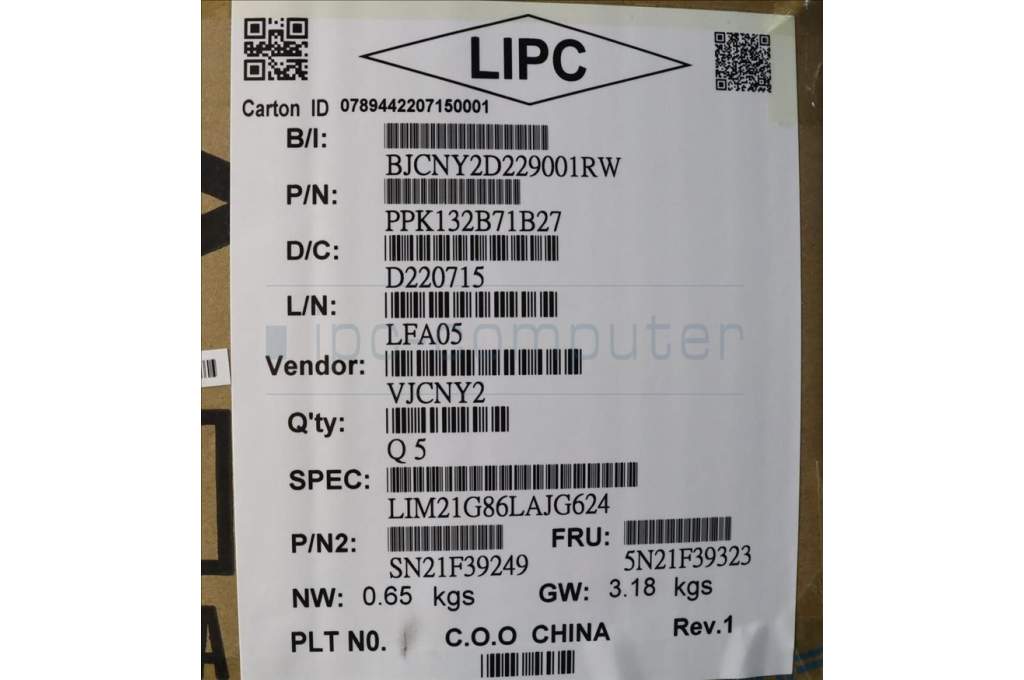 LIPC
Carton ID 0789442207150001
B/I:
BJCNY2D229001RW
P/N:
PPK132B71B27
D/C:
D220715
L/N:
LFA05
ipc-computer
Vendor:
VJCNY2
Q'ty:
Q 5
SPEC:
LIM21G86LAJG624
P/N2: FRU:
SN21F39249 5N21F39323
NW: 0.65 kgs GW: 3.18 kgs
PLT N0. C.O.O CHINA Rev.1